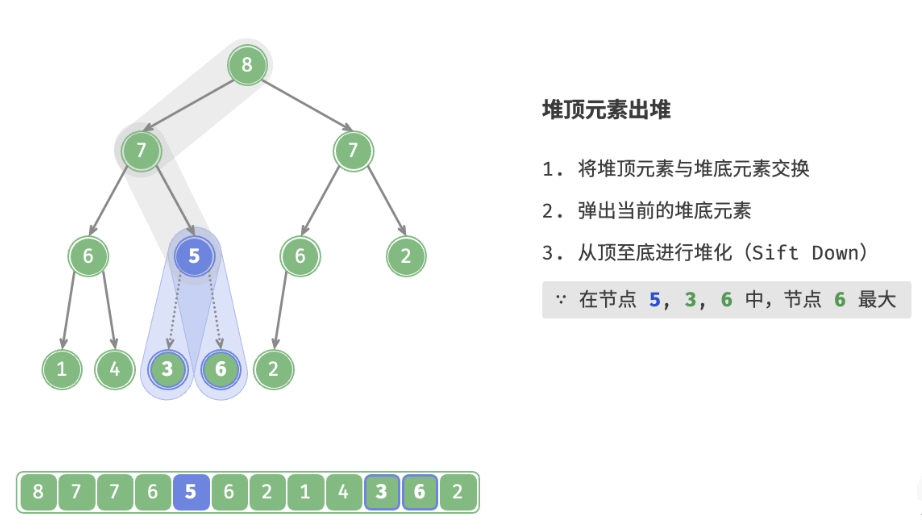 8
堆顶元素出堆
7 7
1. 将堆顶元素与堆底元素交换
2. 弹出当前的堆底元素
6 5 6 2
3. 从顶至底进行堆化（Sift Down）
∵ 在节点 5, 3, 6 中，节点 6 最大
1 4 3 6 2
8 7 7 6 5 6 2 1 4 3 6 2